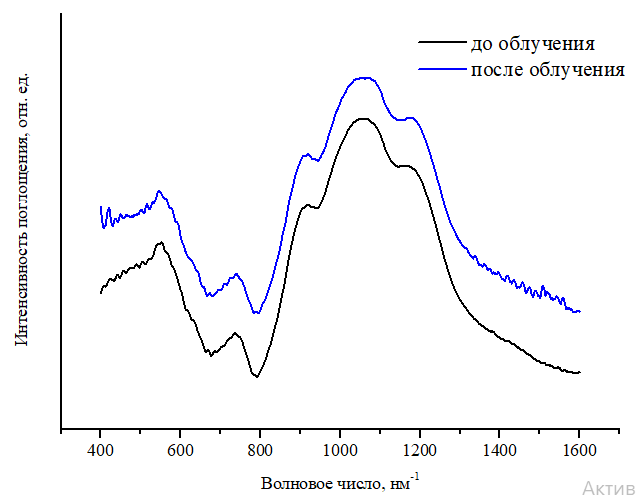 до облучения
после облучения
Интенсивность поглощения, отн. ед.
400 600 800 1000 1200 1400 1600
Волновое число, нм⁻¹
Актив